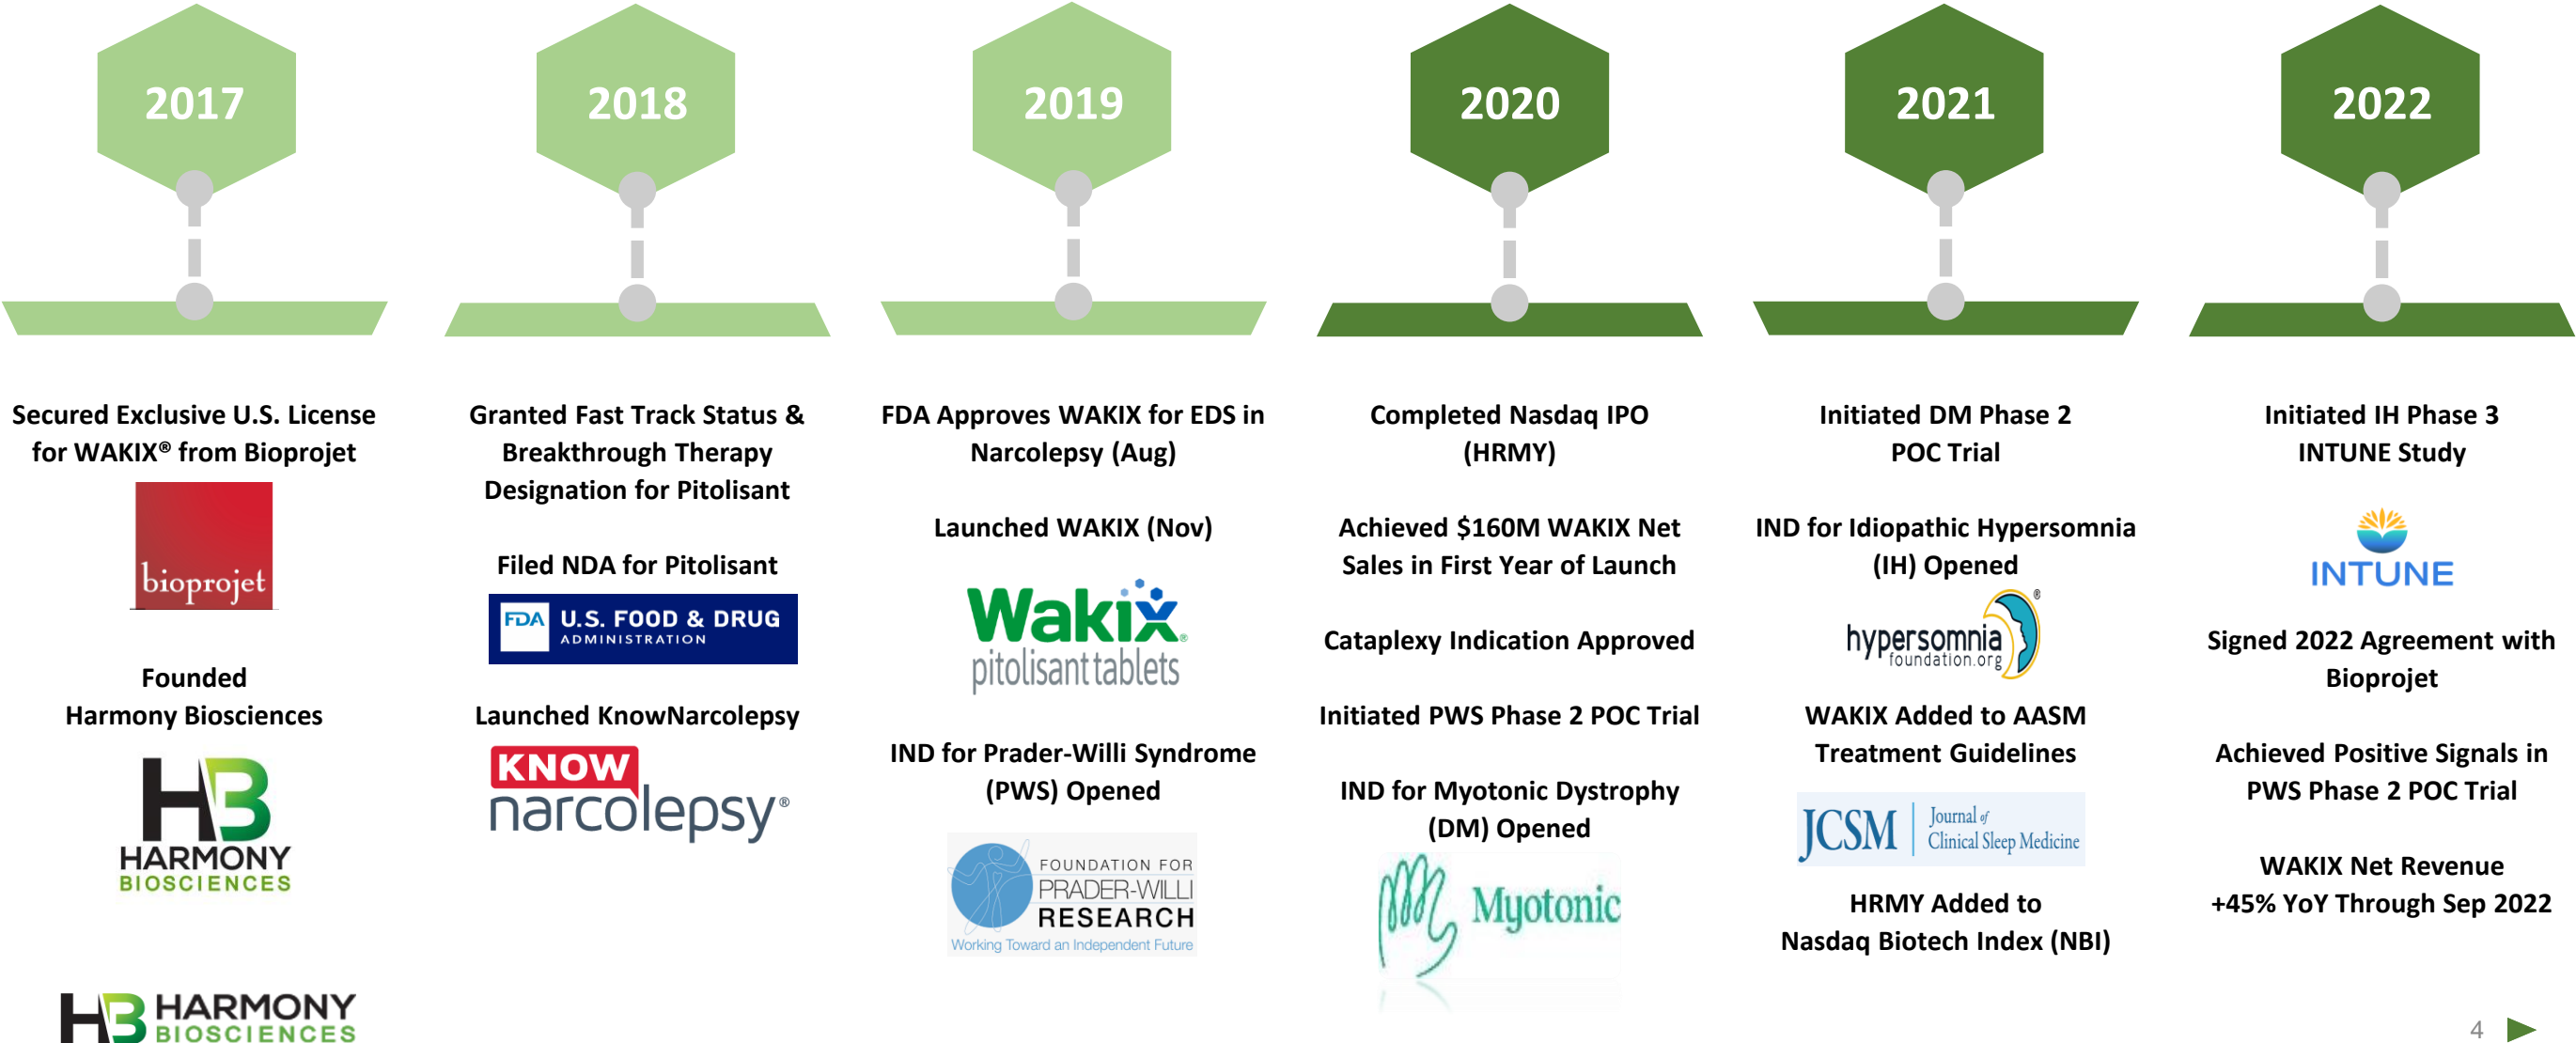 2017
2018
2019
2020
2021
2022
Secured Exclusive U.S. License
for WAKIX® from Bioprojet
bioprojet
Founded
Harmony Biosciences
HB
HARMONY
BIOSCIENCES
Granted Fast Track Status &
Breakthrough Therapy
Designation for Pitolisant
Filed NDA for Pitolisant
FDA U.S. FOOD & DRUG
ADMINISTRATION
Launched KnowNarcolepsy
KNOW
narcolepsy®
FDA Approves WAKIX for EDS in
Narcolepsy (Aug)
Launched WAKIX (Nov)
Wakix®
pitolisant tablets
IND for Prader-Willi Syndrome
(PWS) Opened
FOUNDATION FOR
PRADER-WILLI
RESEARCH
Working Toward an Independent Future
Completed Nasdaq IPO
(HRMY)
Achieved $160M WAKIX Net
Sales in First Year of Launch
Cataplexy Indication Approved
Initiated PWS Phase 2 POC Trial
IND for Myotonic Dystrophy
(DM) Opened
Myotonic
Initiated DM Phase 2
POC Trial
IND for Idiopathic Hypersomnia
(IH) Opened
hypersomnia®
foundation.org
WAKIX Added to AASM
Treatment Guidelines
JCSM
Journal of
Clinical Sleep Medicine
HRMY Added to
Nasdaq Biotech Index (NBI)
Initiated IH Phase 3
INTUNE Study
INTUNE
Signed 2022 Agreement with
Bioprojet
Achieved Positive Signals in
PWS Phase 2 POC Trial
WAKIX Net Revenue
+45% YoY Through Sep 2022
HB HARMONY
BIOSCIENCES
4